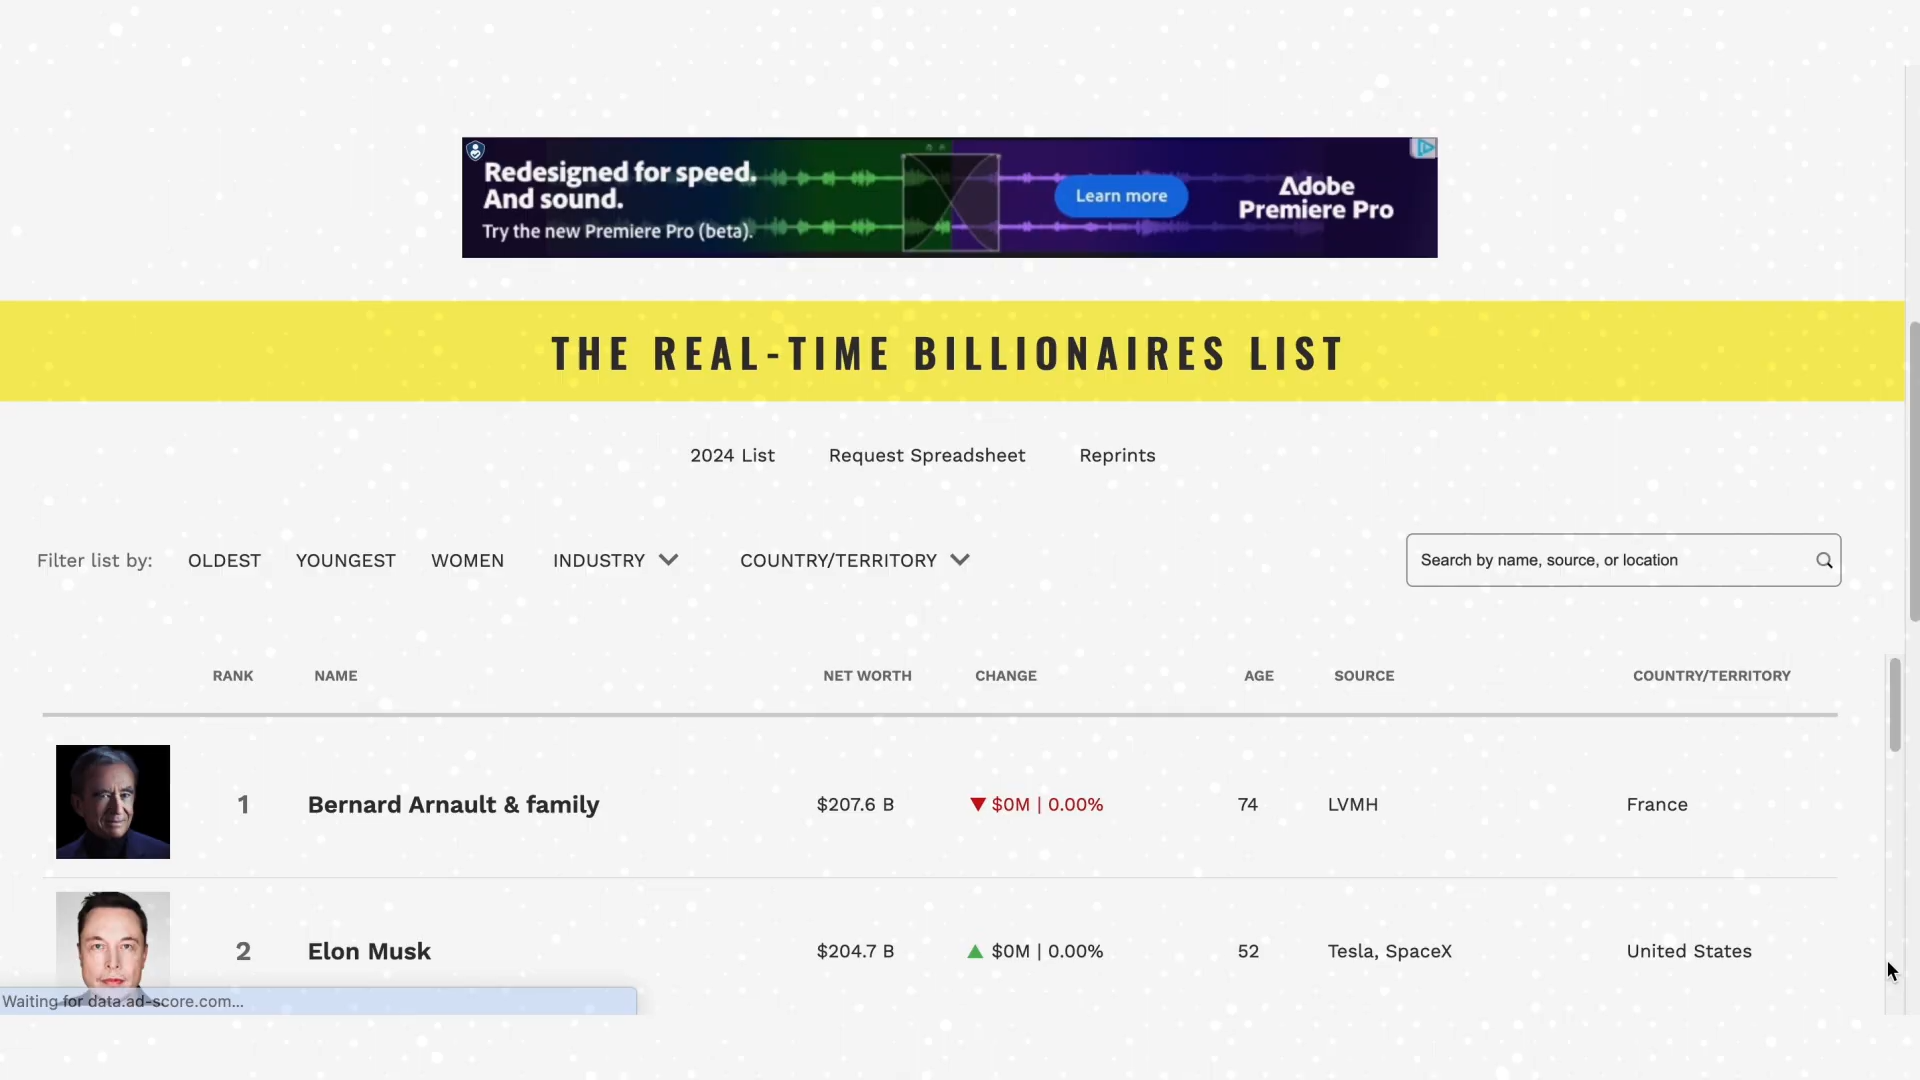 Redesigned for speed.
And sound.
Try the new Premiere Pro (beta).
Learn more
Adobe
Premiere Pro
THE REAL-TIME BILLIONAIRES LIST
2024 List Request Spreadsheet Reprints
Filter list by: OLDEST YOUNGEST WOMEN INDUSTRY COUNTRY/TERRITORY Search by name, source, or location
RANK NAME NET WORTH CHANGE AGE SOURCE COUNTRY/TERRITORY
1 Bernard Arnault & family $207.6 B $0M | 0.00% 74 LVMH France
2 Elon Musk $204.7 B $0M | 0.00% 52 Tesla, SpaceX United States
Waiting for data.ad-score.com...